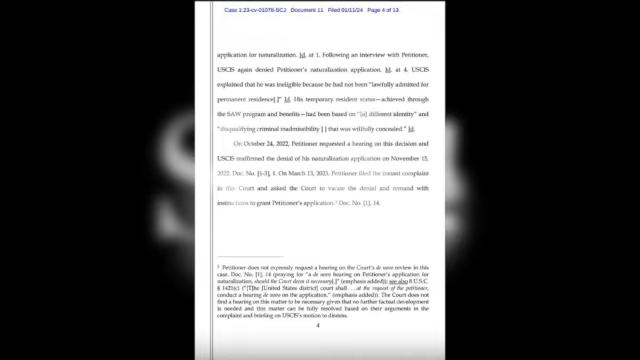 Case 1:23-cv-01078-SCJ Document 11 Filed 01/11/24 Page 4 of 13
application for naturalization. Id. at 1. Following an interview with Petitioner,
USCIS again denied Petitioner's naturalization application. Id. at 4. USCIS
explained that he was ineligible because he had not been "lawfully admitted for
permanent residence[.]" Id. His temporary resident status—achieved through
the SAW program and benefits—had been based on "[a] different identity" and
"disqualifying criminal inadmissibility [ ] that was willfully concealed." Id.
On October 24, 2022, Petitioner requested a hearing on this decision and
USCIS reaffirmed the denial of his naturalization application on November 15,
2022. Doc. No. [1-3], 1. On March 13, 2023, Petitioner filed the instant complaint
in this Court and asked the Court to vacate the denial and remand with
instructions to grant Petitioner's application.⁵ Doc. No. [1], 14.
⁵ Petitioner does not expressly request a hearing on the Court's de novo review in this
case. Doc. No. [1], 14 (praying for "a de novo hearing on Petitioner's application for
naturalization, should the Court deem it necessary[.]" (emphasis added)); see also 8 U.S.C.
§ 1421(c) ("[T]he [United States district] court shall . . . at the request of the petitioner,
conduct a hearing de novo on the application." (emphasis added)). The Court does not
find a hearing on this matter to be necessary given that no further factual development
is needed and this matter can be fully resolved based on their arguments in the
complaint and briefing on USCIS's motion to dismiss.
4